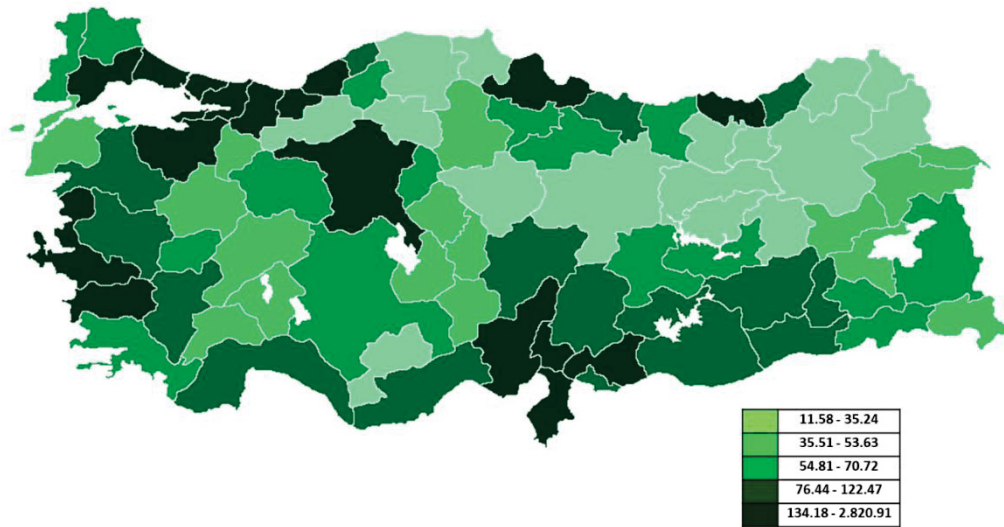 11.58 - 35.24
35.51 - 53.63
54.81 - 70.72
76.44 - 122.47
134.18 - 2.820.91